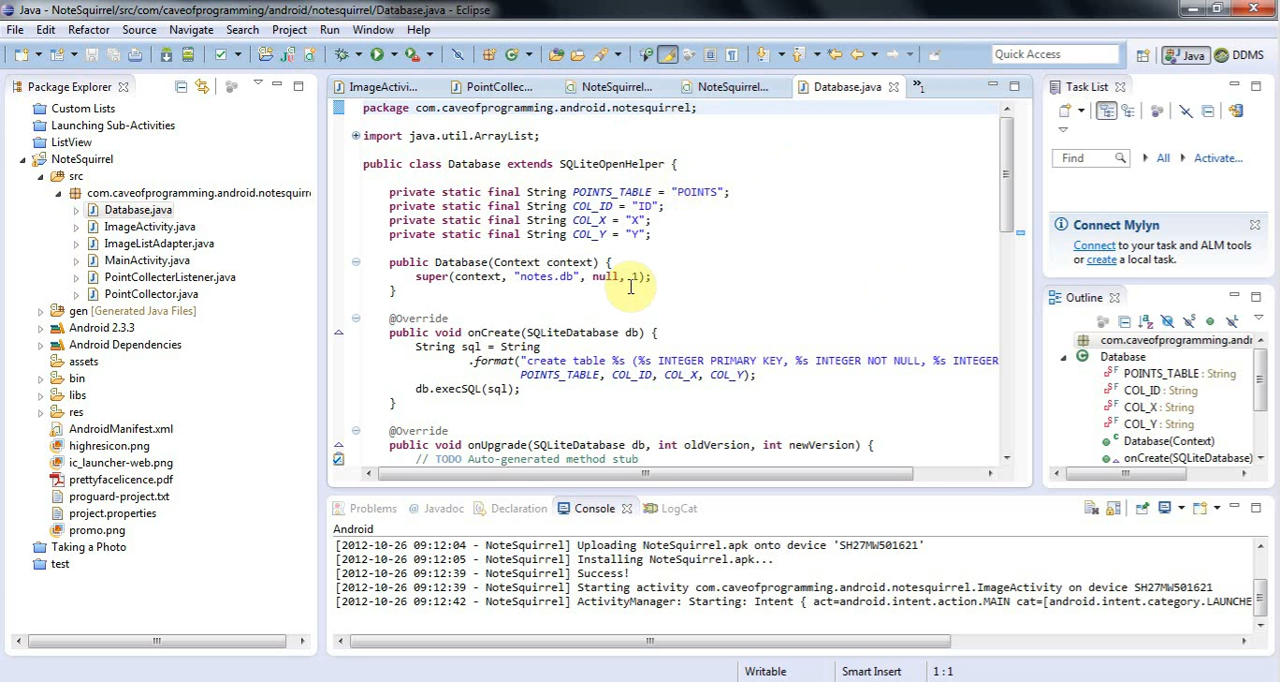 Java - NoteSquirrel/src/com/caveofprogramming/android/notesquirrel/Database.java - Eclipse
File Edit Refactor Source Navigate Search Project Run Window Help
Quick Access
Java
DDMS
Package Explorer
Custom Lists
Launching Sub-Activities
ListView
NoteSquirrel
src
com.caveofprogramming.android.notesquirre
Database.java
ImageActivity.java
ImageListAdapter.java
MainActivity.java
PointCollecterListener.java
PointCollector.java
gen [Generated Java Files]
Android 2.3.3
Android Dependencies
assets
bin
libs
res
AndroidManifest.xml
highresicon.png
ic_launcher-web.png
prettyfacelicence.pdf
proguard-project.txt
project.properties
promo.png
Taking a Photo
test
ImageActivi... PointCollec... NoteSquirrel... NoteSquirrel... Database.java »1
package com.caveofprogramming.android.notesquirrel;
import java.util.ArrayList;
public class Database extends SQLiteOpenHelper {
private static final String POINTS_TABLE = "POINTS";
private static final String COL_ID = "ID";
private static final String COL_X = "X";
private static final String COL_Y = "Y";
public Database(Context context) {
super(context, "notes.db", null, 1);
}
@Override
public void onCreate(SQLiteDatabase db) {
String sql = String
.format("create table %s (%s INTEGER PRIMARY KEY, %s INTEGER NOT NULL, %s INTEGER
POINTS_TABLE, COL_ID, COL_X, COL_Y);
db.execSQL(sql);
}
@Override
public void onUpgrade(SQLiteDatabase db, int oldVersion, int newVersion) {
// TODO Auto-generated method stub
Task List
Find All Activate...
Connect Mylyn
Connect to your task and ALM tools
or create a local task.
Outline
com.caveofprogramming.andr
Database
POINTS_TABLE : String
COL_ID : String
COL_X : String
COL_Y : String
Database(Context)
onCreate(SQLiteDatabase)
Problems Javadoc Declaration Console LogCat
Android
[2012-10-26 09:12:04 - NoteSquirrel] Uploading NoteSquirrel.apk onto device 'SH27MW501621'
[2012-10-26 09:12:05 - NoteSquirrel] Installing NoteSquirrel.apk...
[2012-10-26 09:12:39 - NoteSquirrel] Success!
[2012-10-26 09:12:39 - NoteSquirrel] Starting activity com.caveofprogramming.android.notesquirrel.ImageActivity on device SH27MW501621
[2012-10-26 09:12:42 - NoteSquirrel] ActivityManager: Starting: Intent { act=android.intent.action.MAIN cat=[android.intent.category.LAUNCHE
Writable Smart Insert 1 : 1